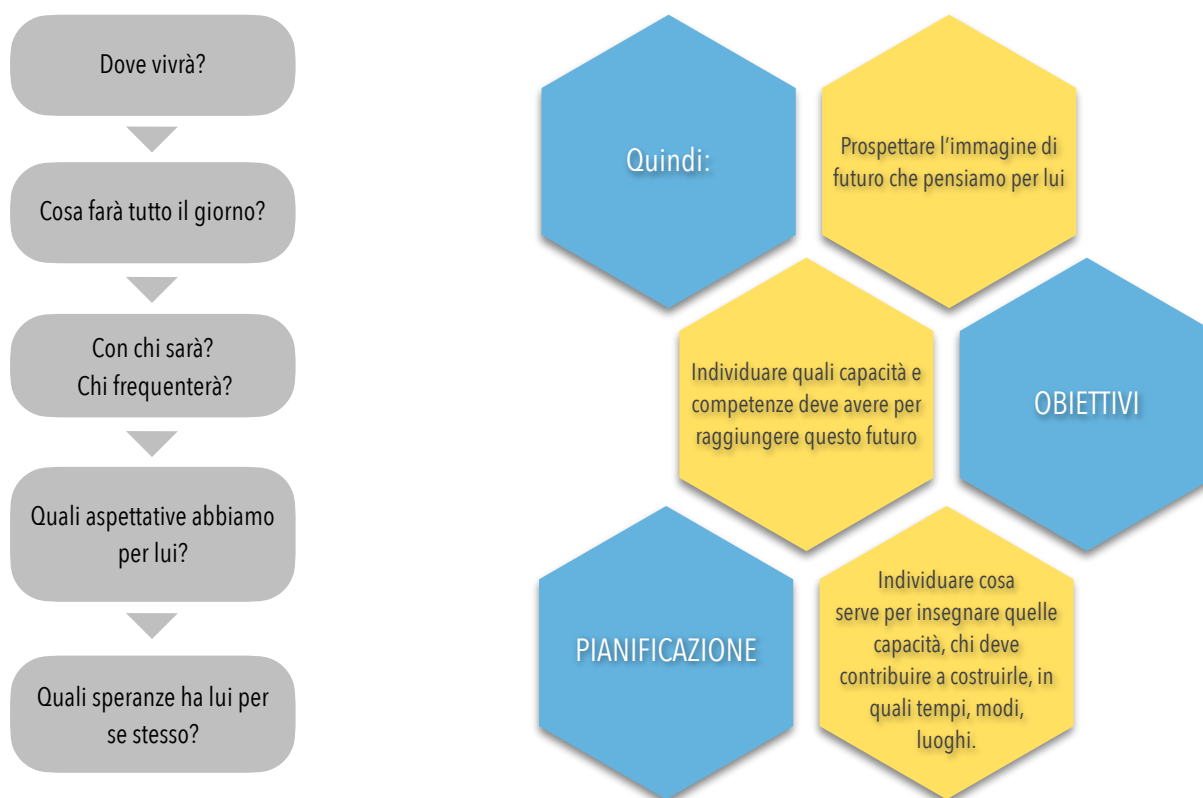 Dove vivrà?
Cosa farà tutto il giorno?
Con chi sarà?
Chi frequenterà?
Quali aspettative abbiamo
per lui?
Quali speranze ha lui per
se stesso?
Quindi:
Prospettare l'immagine di
futuro che pensiamo per lui
Individuare quali capacità e
competenze deve avere per
raggiungere questo futuro
OBIETTIVI
PIANIFICAZIONE
Individuare cosa
serve per insegnare quelle
capacità, chi deve
contribuire a costruirle, in
quali tempi, modi,
luoghi.